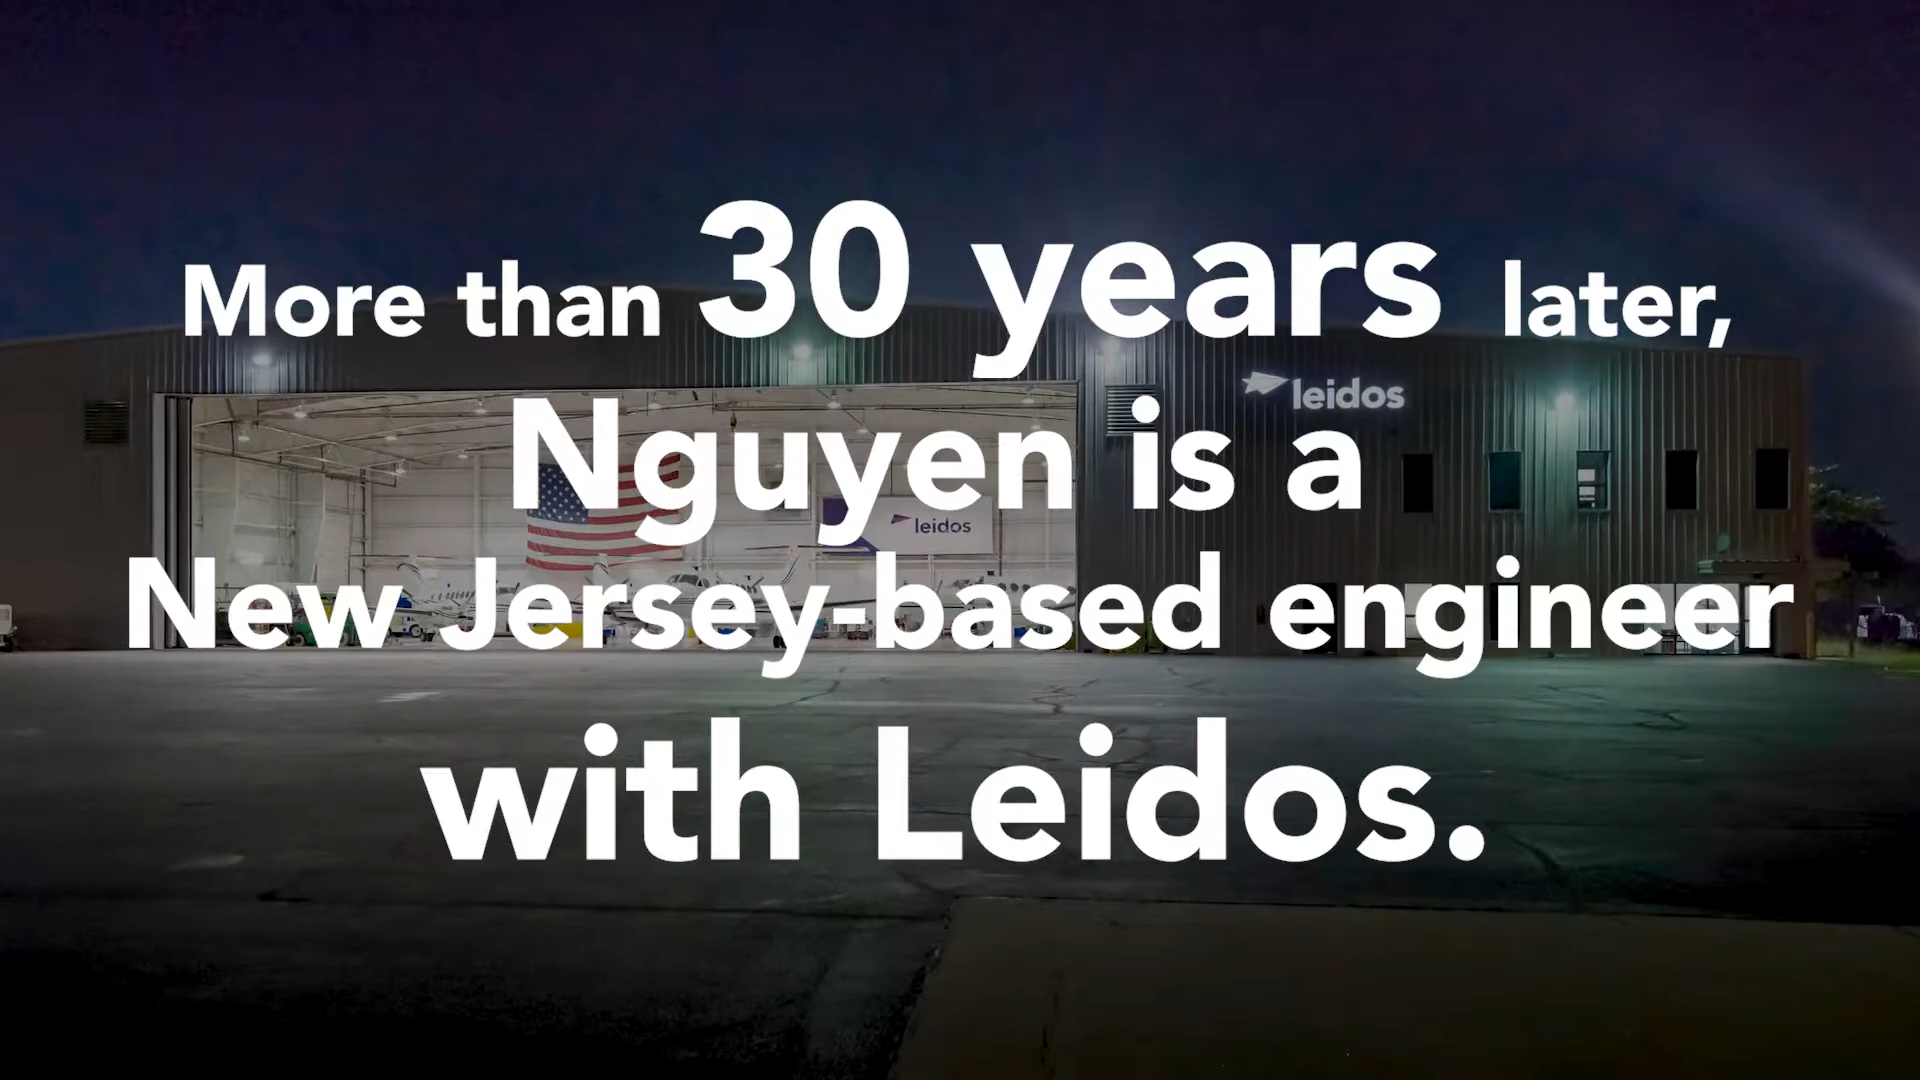 More than 30 years later,
leidos
Nguyen is a
leidos
New Jersey-based engineer
with Leidos.